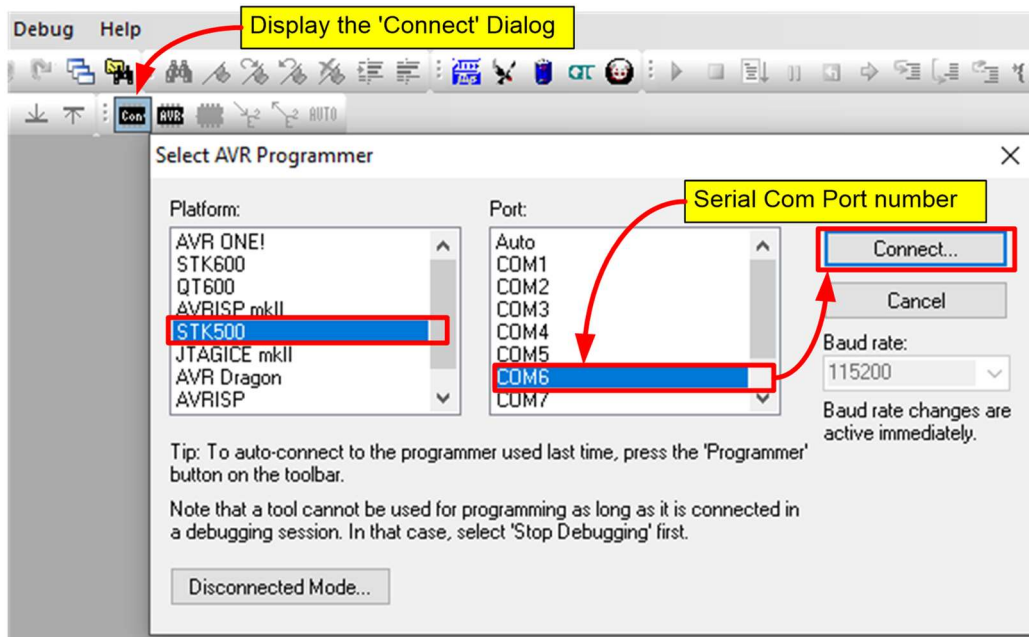 Debug Help
Display the 'Connect' Dialog
Con AVR AUTO
Select AVR Programmer
Platform:
Port:
Serial Com Port number
AVR ONE!
STK600
QT600
AVRISP mkII
STK500
JTAGICE mkII
AVR Dragon
AVRISP
Auto
COM1
COM2
COM3
COM4
COM5
COM6
COM7
Connect...
Cancel
Baud rate:
115200
Baud rate changes are
active immediately.
Tip: To auto-connect to the programmer used last time, press the 'Programmer'
button on the toolbar.
Note that a tool cannot be used for programming as long as it is connected in
a debugging session. In that case, select 'Stop Debugging' first.
Disconnected Mode...